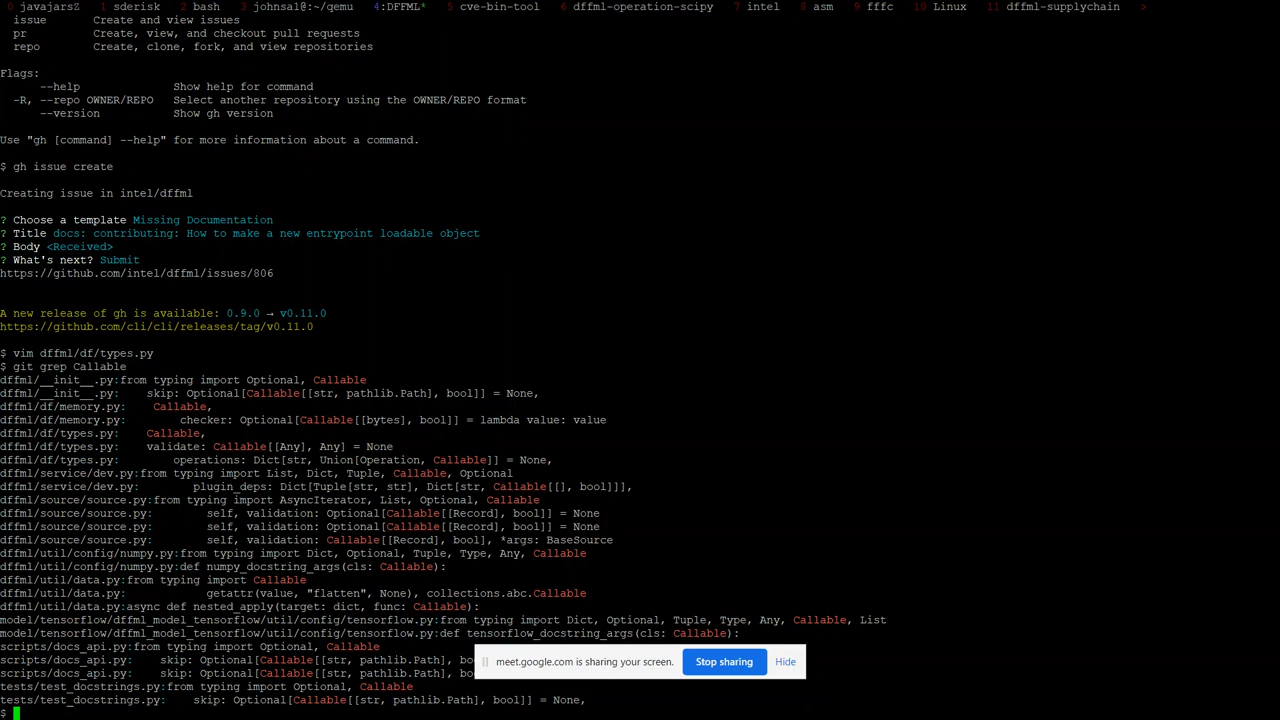 0 javajarsZ  1 sderisk  2 bash  3 johnsal@:~/qemu  4:DFFML*  5 cve-bin-tool  6 dffml-operation-scipy  7 intel  8 asm  9 fffc  10 Linux  11 dffml-supplychain  >
issue       Create and view issues
pr          Create, view, and checkout pull requests
repo        Create, clone, fork, and view repositories
Flags:
--help              Show help for command
-R, --repo OWNER/REPO   Select another repository using the OWNER/REPO format
--version           Show gh version
Use "gh [command] --help" for more information about a command.
$ gh issue create
Creating issue in intel/dffml
? Choose a template Missing Documentation
? Title docs: contributing: How to make a new entrypoint loadable object
? Body <Received>
? What's next? Submit
https://github.com/intel/dffml/issues/806
A new release of gh is available: 0.9.0 → v0.11.0
https://github.com/cli/cli/releases/tag/v0.11.0
$ vim dffml/df/types.py
$ git grep Callable
dffml/__init__.py:from typing import Optional, Callable
dffml/__init__.py:    skip: Optional[Callable[[str, pathlib.Path], bool]] = None,
dffml/df/memory.py:    Callable,
dffml/df/memory.py:        checker: Optional[Callable[[bytes], bool]] = lambda value: value
dffml/df/types.py:    Callable,
dffml/df/types.py:    validate: Callable[[Any], Any] = None
dffml/df/types.py:        operations: Dict[str, Union[Operation, Callable]] = None,
dffml/service/dev.py:from typing import List, Dict, Tuple, Callable, Optional
dffml/service/dev.py:        plugin_deps: Dict[Tuple[str, str], Dict[str, Callable[[], bool]]],
dffml/source/source.py:from typing import AsyncIterator, List, Optional, Callable
dffml/source/source.py:        self, validation: Optional[Callable[[Record], bool]] = None
dffml/source/source.py:        self, validation: Optional[Callable[[Record], bool]] = None
dffml/source/source.py:        self, validation: Callable[[Record], bool], *args: BaseSource
dffml/util/config/numpy.py:from typing import Dict, Optional, Tuple, Type, Any, Callable
dffml/util/config/numpy.py:def numpy_docstring_args(cls: Callable):
dffml/util/data.py:from typing import Callable
dffml/util/data.py:        getattr(value, "flatten", None), collections.abc.Callable
dffml/util/data.py:async def nested_apply(target: dict, func: Callable):
model/tensorflow/dffml_model_tensorflow/util/config/tensorflow.py:from typing import Dict, Optional, Tuple, Type, Any, Callable, List
model/tensorflow/dffml_model_tensorflow/util/config/tensorflow.py:def tensorflow_docstring_args(cls: Callable):
scripts/docs_api.py:from typing import Optional, Callable
scripts/docs_api.py:    skip: Optional[Callable[[str, pathlib.Path], bo
scripts/docs_api.py:    skip: Optional[Callable[[str, pathlib.Path], bo
tests/test_docstrings.py:from typing import Optional, Callable
tests/test_docstrings.py:    skip: Optional[Callable[[str, pathlib.Path], bool]] = None,
$
meet.google.com is sharing your screen.  Stop sharing  Hide